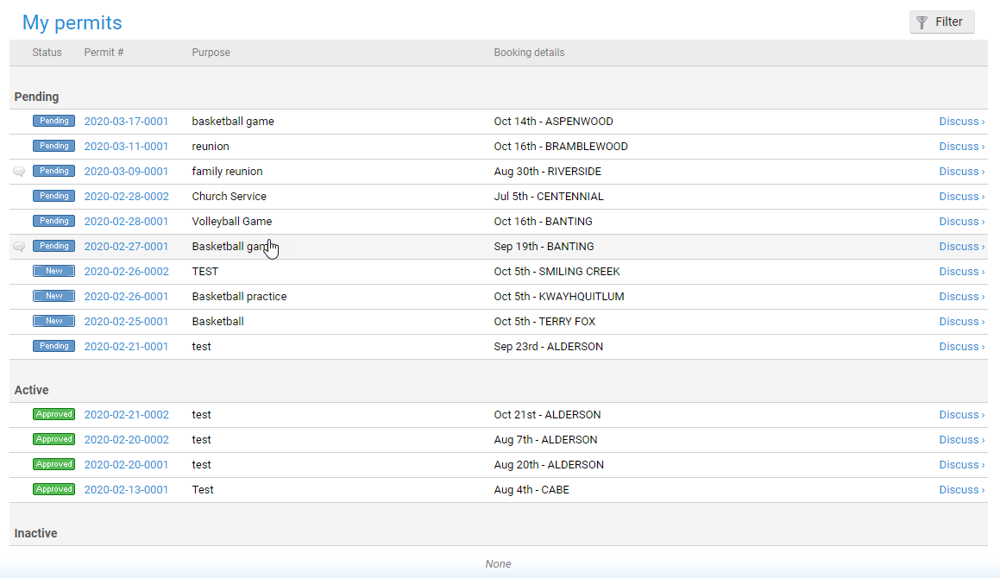 My permits
Filter
Status Permit # Purpose Booking details
Pending
Pending 2020-03-17-0001 basketball game Oct 14th - ASPENWOOD Discuss ›
Pending 2020-03-11-0001 reunion Oct 16th - BRAMBLEWOOD Discuss ›
Pending 2020-03-09-0001 family reunion Aug 30th - RIVERSIDE Discuss ›
Pending 2020-02-28-0002 Church Service Jul 5th - CENTENNIAL Discuss ›
Pending 2020-02-28-0001 Volleyball Game Oct 16th - BANTING Discuss ›
Pending 2020-02-27-0001 Basketball game Sep 19th - BANTING Discuss ›
New 2020-02-26-0002 TEST Oct 5th - SMILING CREEK Discuss ›
New 2020-02-26-0001 Basketball practice Oct 5th - KWAYHQUITLUM Discuss ›
New 2020-02-25-0001 Basketball Oct 5th - TERRY FOX Discuss ›
Pending 2020-02-21-0001 test Sep 23rd - ALDERSON Discuss ›
Active
Approved 2020-02-21-0002 test Oct 21st - ALDERSON Discuss ›
Approved 2020-02-20-0002 test Aug 7th - ALDERSON Discuss ›
Approved 2020-02-20-0001 test Aug 20th - ALDERSON Discuss ›
Approved 2020-02-13-0001 Test Aug 4th - CABE Discuss ›
Inactive
None